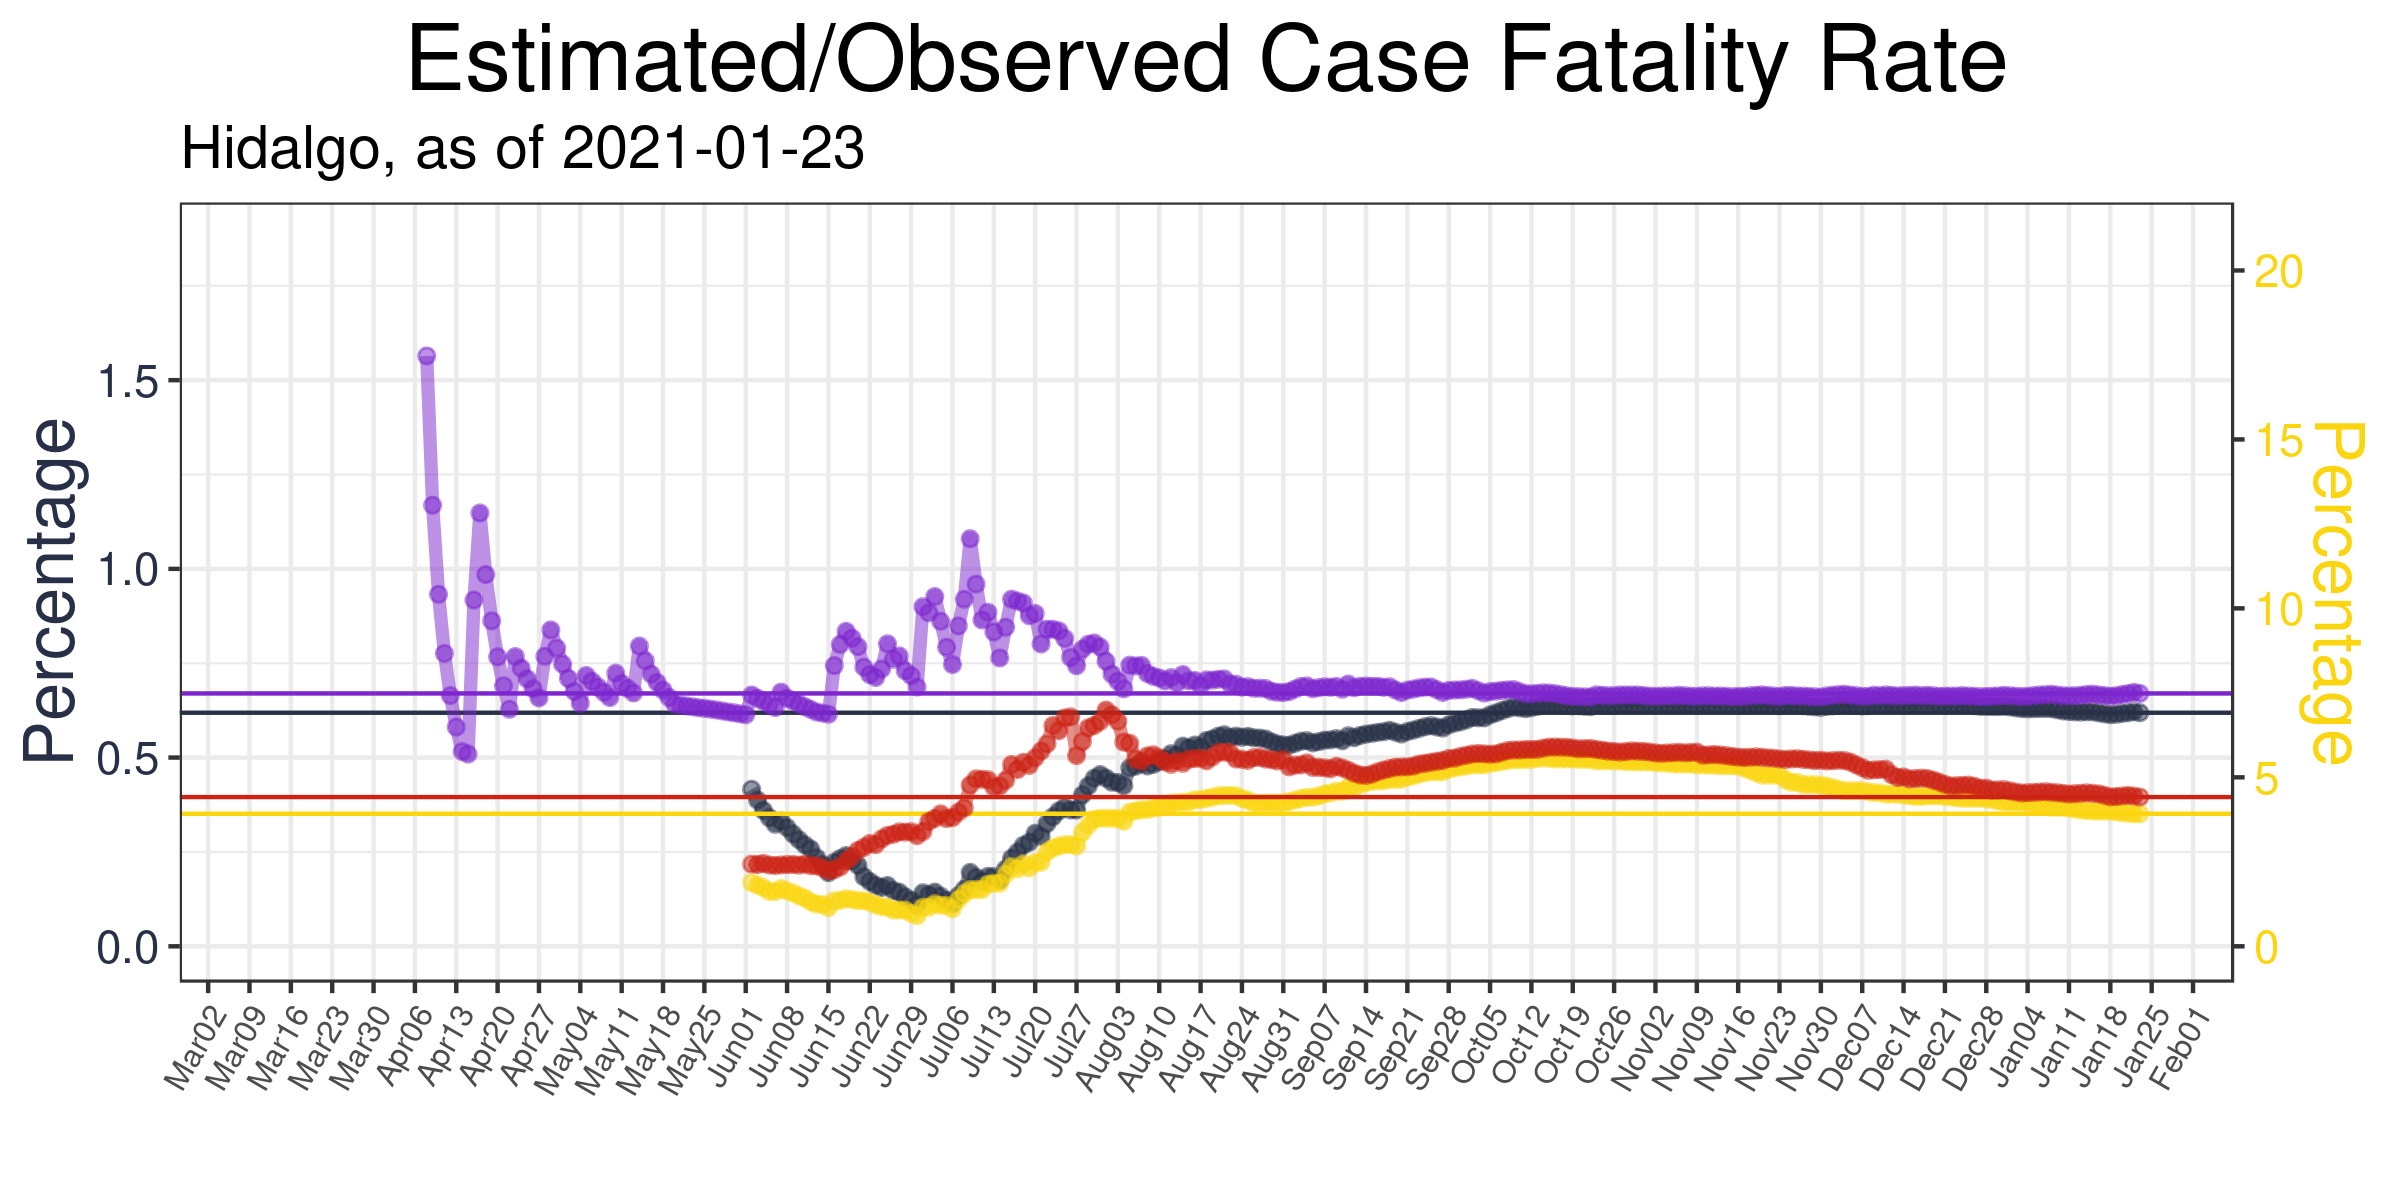 Estimated/Observed Case Fatality Rate
Hidalgo, as of 2021-01-23
Percentage
1.5
1.0
0.5
0.0
20
15
10
5
0
Percentage
Mar02 Mar09 Mar16 Mar23 Mar30 Apr06 Apr13 Apr20 Apr27 May04 May11 May18 May25 Jun01 Jun08 Jun15 Jun22 Jun29 Jul06 Jul13 Jul20 Jul27 Aug03 Aug10 Aug17 Aug24 Aug31 Sep07 Sep14 Sep21 Sep28 Oct05 Oct12 Oct19 Oct26 Nov02 Nov09 Nov16 Nov23 Nov30 Dec07 Dec14 Dec21 Dec28 Jan04 Jan11 Jan18 Jan25 Feb01